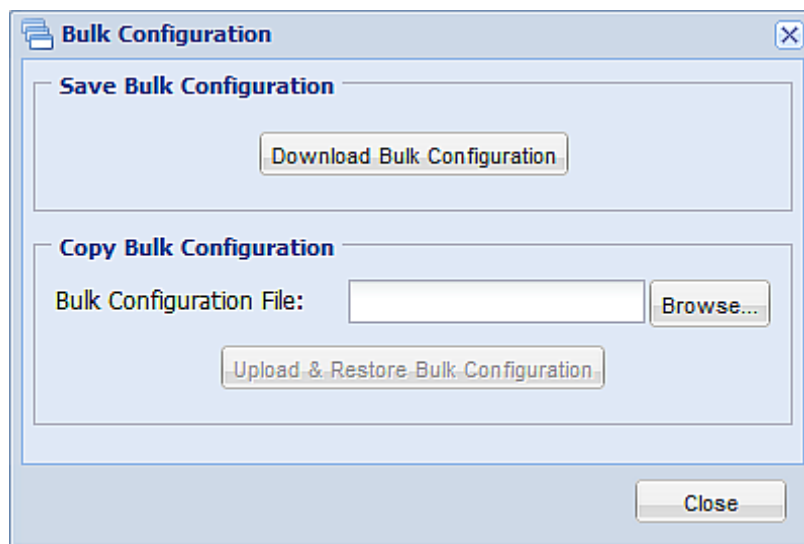 Bulk Configuration
Save Bulk Configuration
Download Bulk Configuration
Copy Bulk Configuration
Bulk Configuration File:
Browse...
Upload & Restore Bulk Configuration
Close